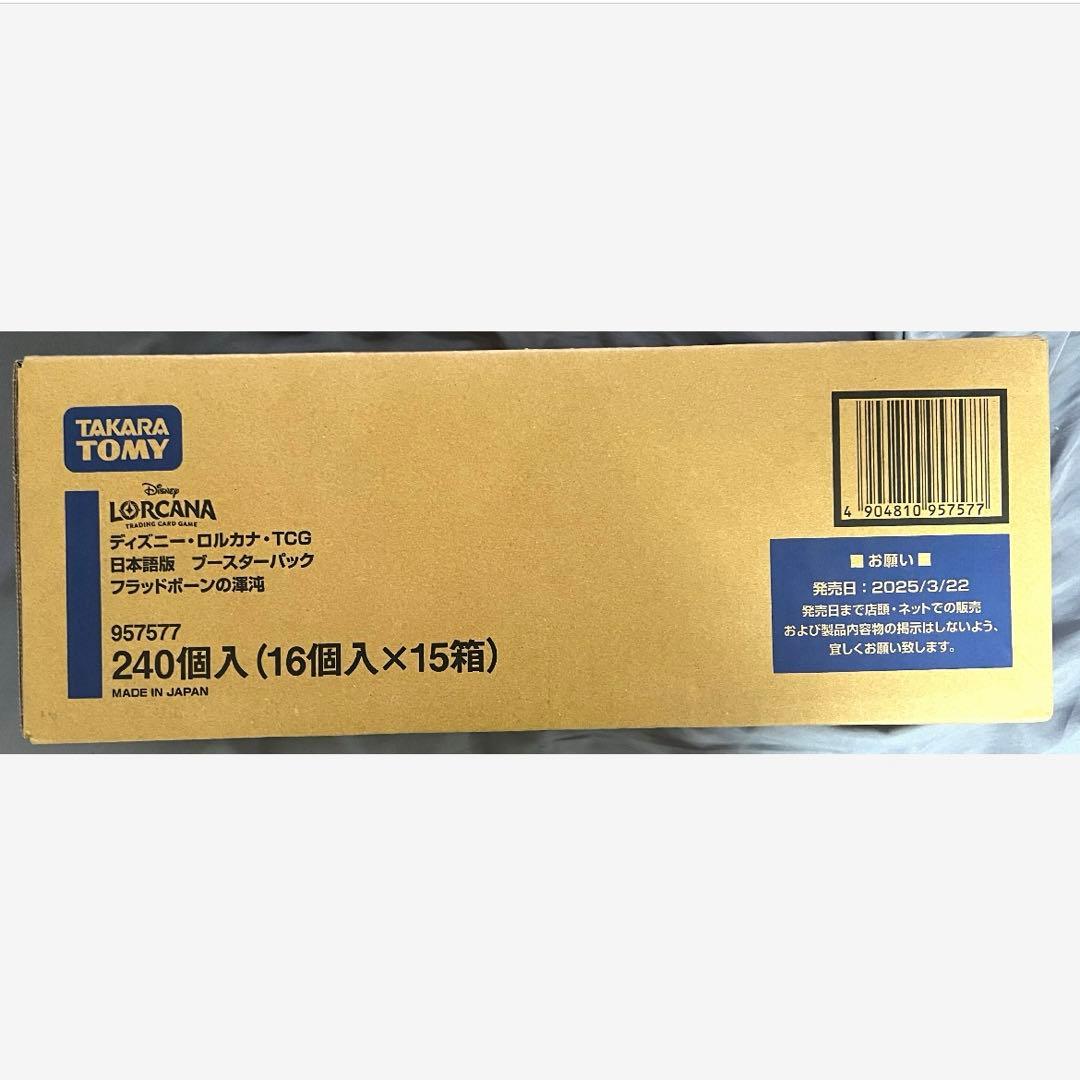 TAKARA
TOMY
Disney
LORCANA
TRADING CARD GAME
ディズニー・ロルカナ・TCG
日本語版　ブースターパック
フラッドボーンの渾沌
957577
240個入(16個入×15箱)
MADE IN JAPAN
4 904810 957577
■お願い■
発売日:2025/3/22
発売日まで店頭・ネットでの販売
および製品内容物の掲示はしないよう、
宜しくお願い致します。